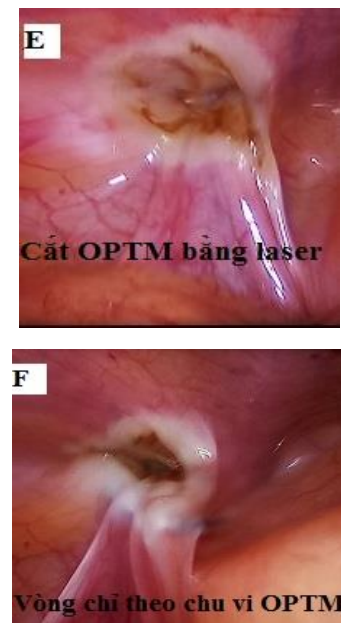 E
Cắt OPTM bằng laser
F
Vòng chỉ theo chu vi OPTM